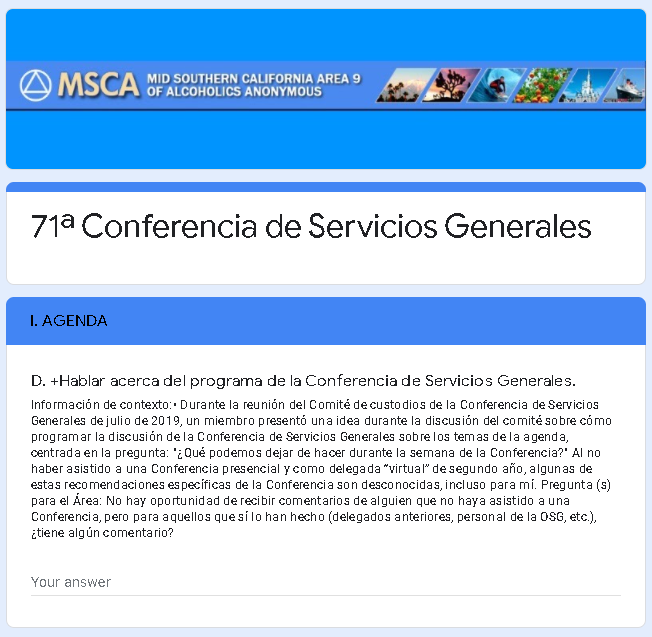 MSCA MID SOUTHERN CALIFORNIA AREA 9
OF ALCOHOLICS ANONYMOUS
71ª Conferencia de Servicios Generales
I. AGENDA
D. +Hablar acerca del programa de la Conferencia de Servicios Generales.
Información de contexto:• Durante la reunión del Comité de custodios de la Conferencia de Servicios
Generales de julio de 2019, un miembro presentó una idea durante la discusión del comité sobre cómo
programar la discusión de la Conferencia de Servicios Generales sobre los temas de la agenda,
centrada en la pregunta: "¿Qué podemos dejar de hacer durante la semana de la Conferencia?" Al no
haber asistido a una Conferencia presencial y como delegada “virtual” de segundo año, algunas de
estas recomendaciones específicas de la Conferencia son desconocidas, incluso para mí. Pregunta (s)
para el Área: No hay oportunidad de recibir comentarios de alguien que no haya asistido a una
Conferencia, pero para aquellos que sí lo han hecho (delegados anteriores, personal de la OSG, etc.),
¿tiene algún comentario?
Your answer